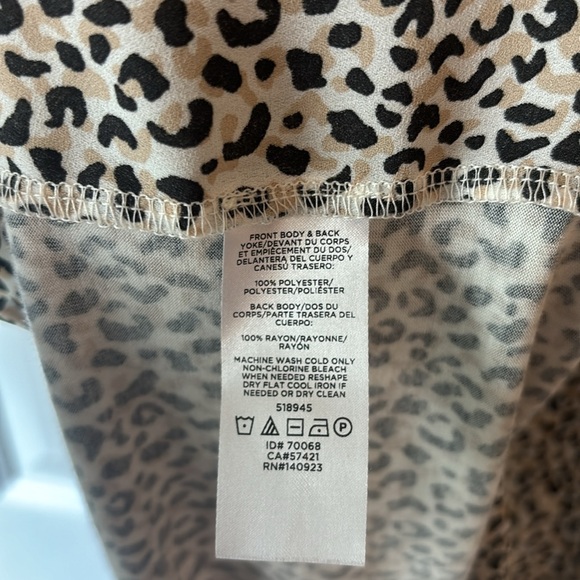 FRONT BODY & BACK
YOKE/DEVANT DU CORPS
ET EMPIÈCEMENT DU DOS/
DELANTERA DEL CUERPO Y
CANESÚ TRASERO:
100% POLYESTER/
POLYESTER/POLIÉSTER
BACK BODY/DOS DU
CORPS/PARTE TRASERA DEL
CUERPO:
100% RAYON/RAYONNE/
RAYÓN
MACHINE WASH COLD ONLY
NON-CHLORINE BLEACH
WHEN NEEDED RESHAPE
DRY FLAT COOL IRON IF
NEEDED OR DRY CLEAN
518945
P
ID# 70068
CA#57421
RN#140923